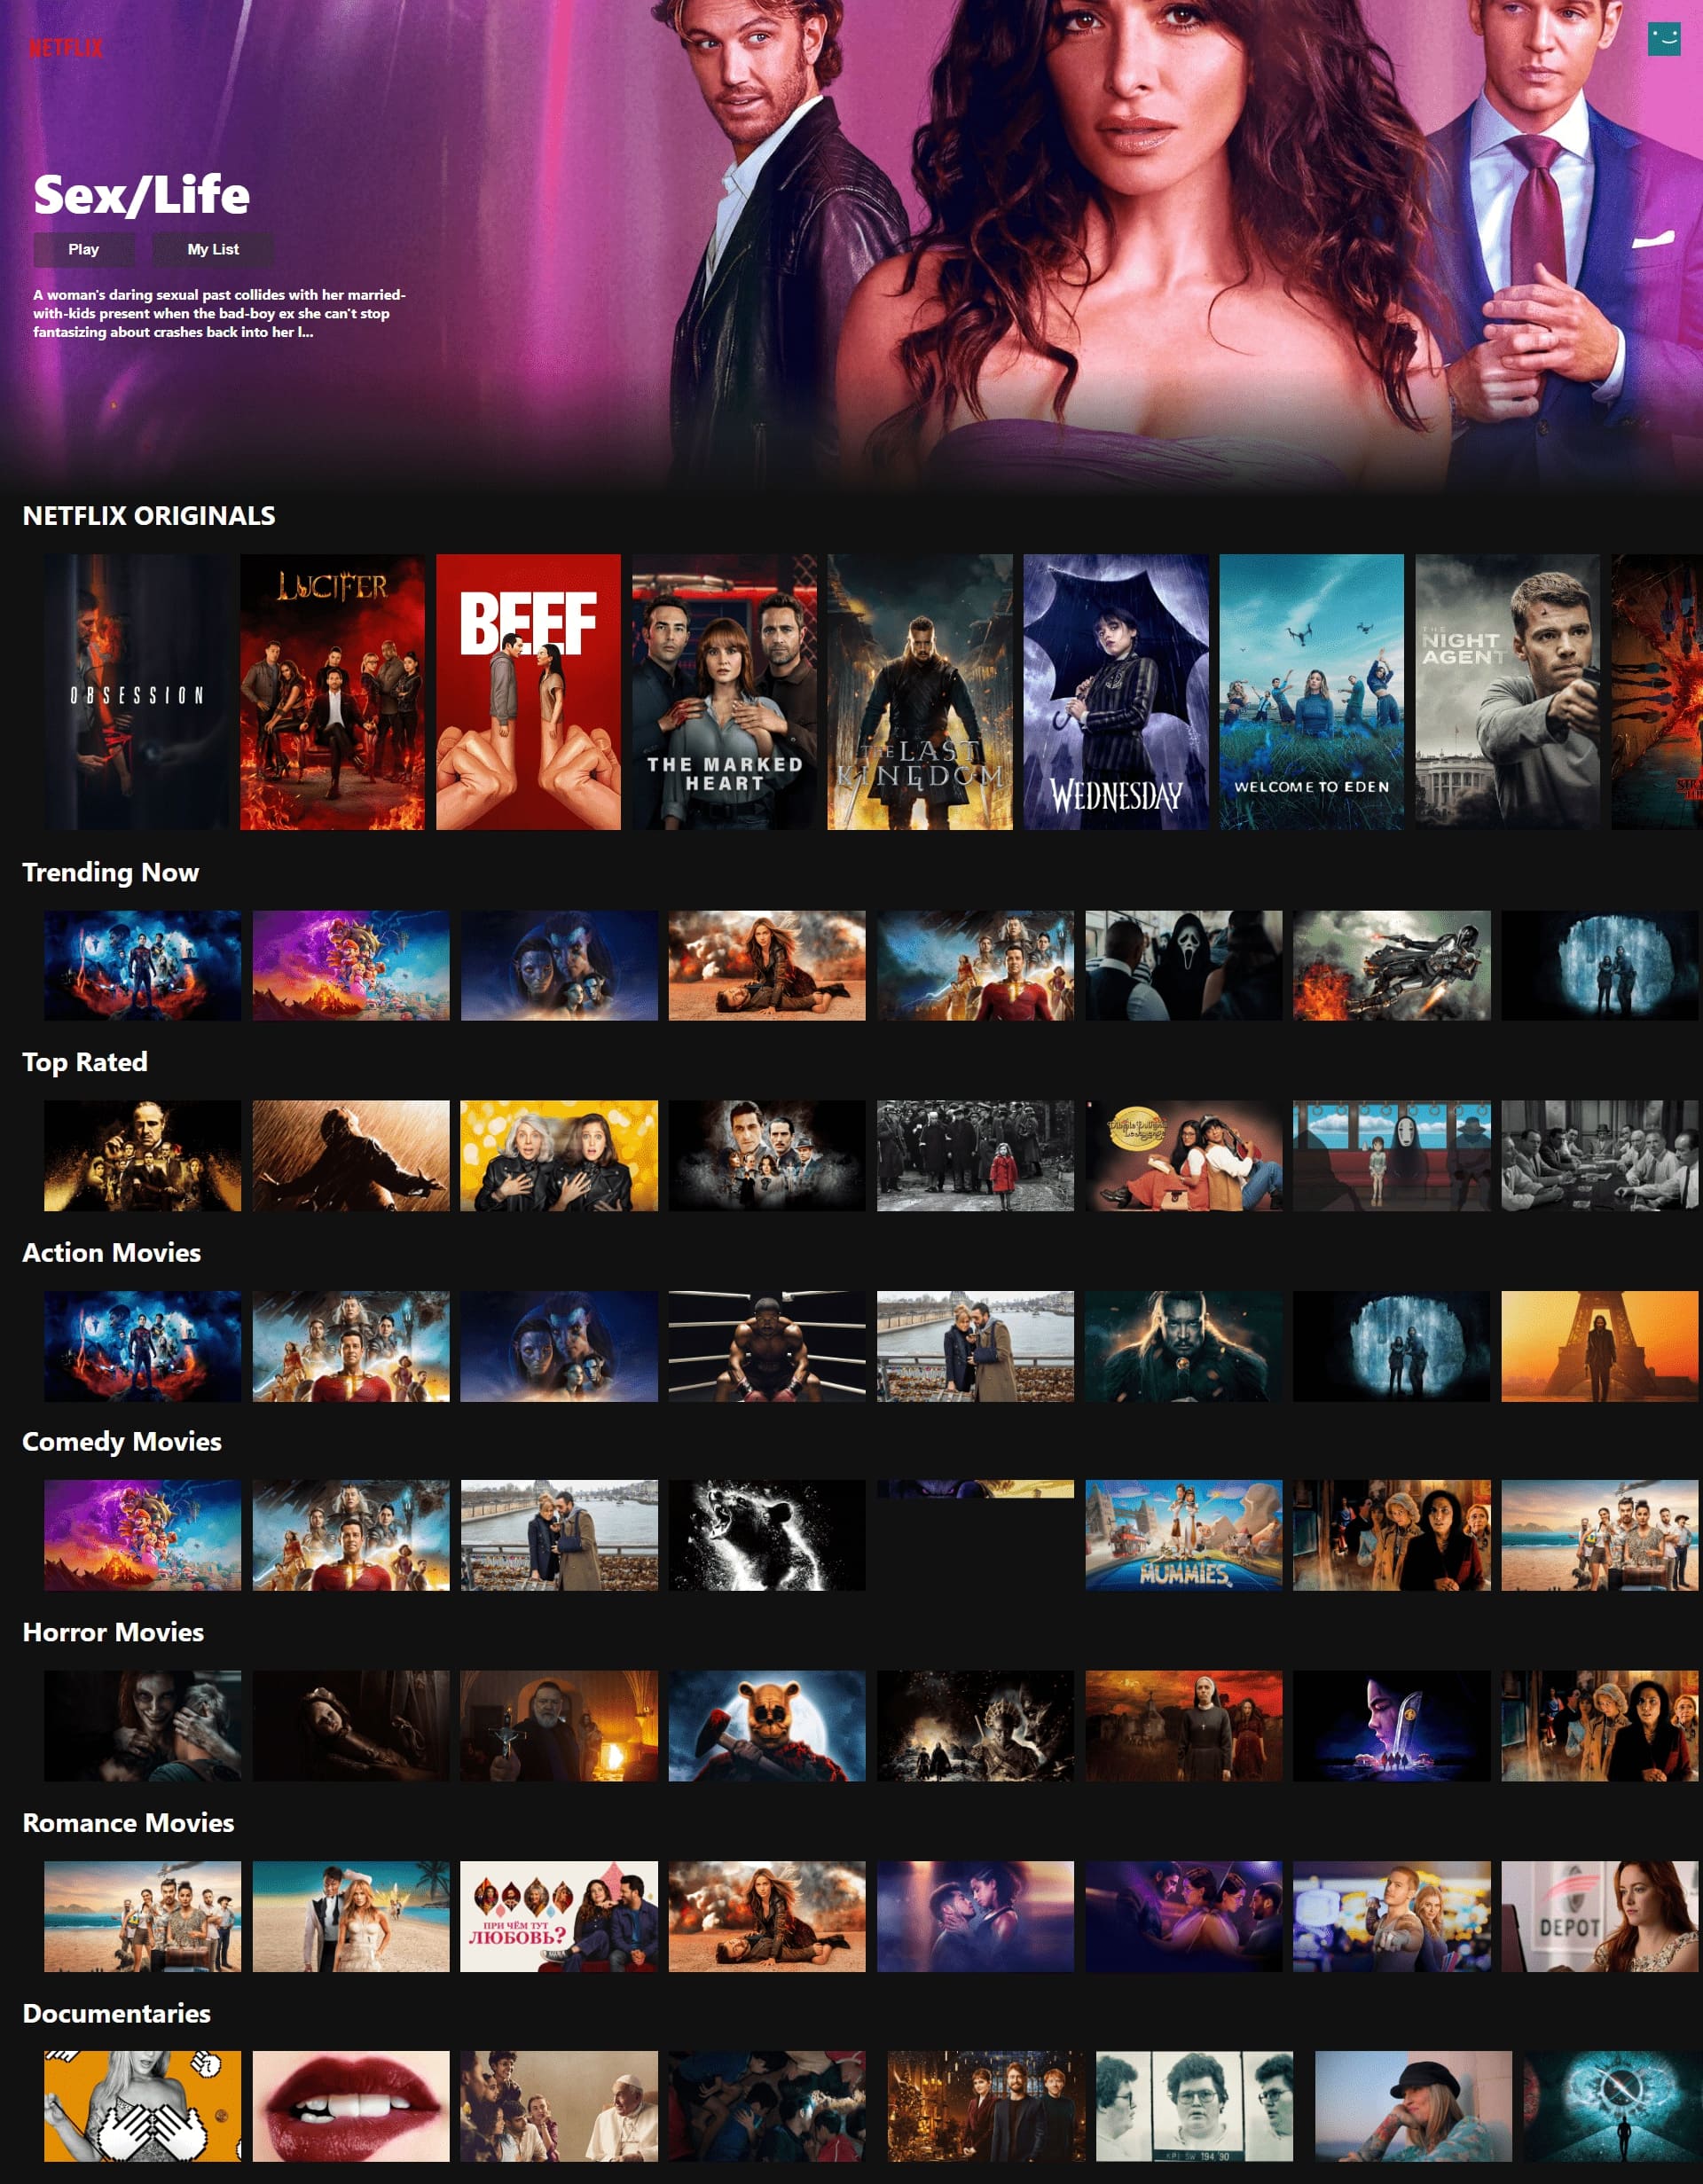 NETFLIX
Sex/Life
Play
My List
A woman's daring sexual past collides with her married-
with-kids present when the bad-boy ex she can't stop
fantasizing about crashes back into her l...
NETFLIX ORIGINALS
OBSESSION
LUCIFER
BEEF
THE MARKED
HEART
THE LAST
KINGDOM
WEDNESDAY
WELCOME TO EDEN
THE
NIGHT
AGENT
Trending Now
Top Rated
Action Movies
Comedy Movies
MUMMIES
Horror Movies
Romance Movies
ПРИ ЧЁМ ТУТ
ЛЮБОВЬ?
DEPOT
Documentaries